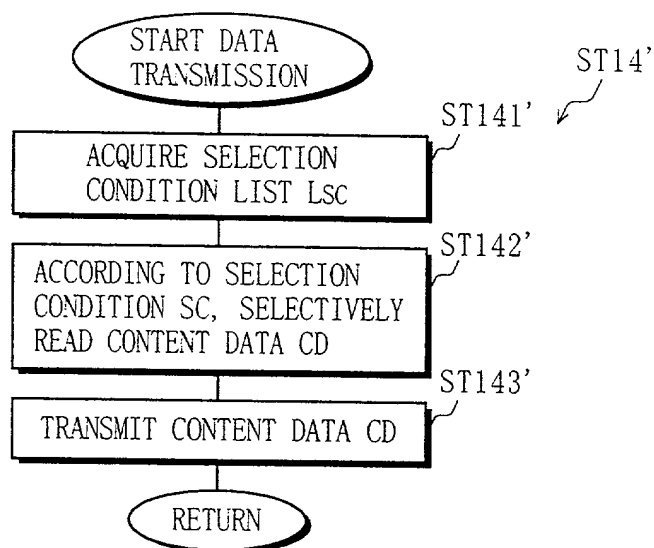 START DATA
TRANSMISSION
ST14'
ST141'
ACQUIRE SELECTION
CONDITION LIST Lsc
ST142'
ACCORDING TO SELECTION
CONDITION SC, SELECTIVELY
READ CONTENT DATA CD
ST143'
TRANSMIT CONTENT DATA CD
RETURN